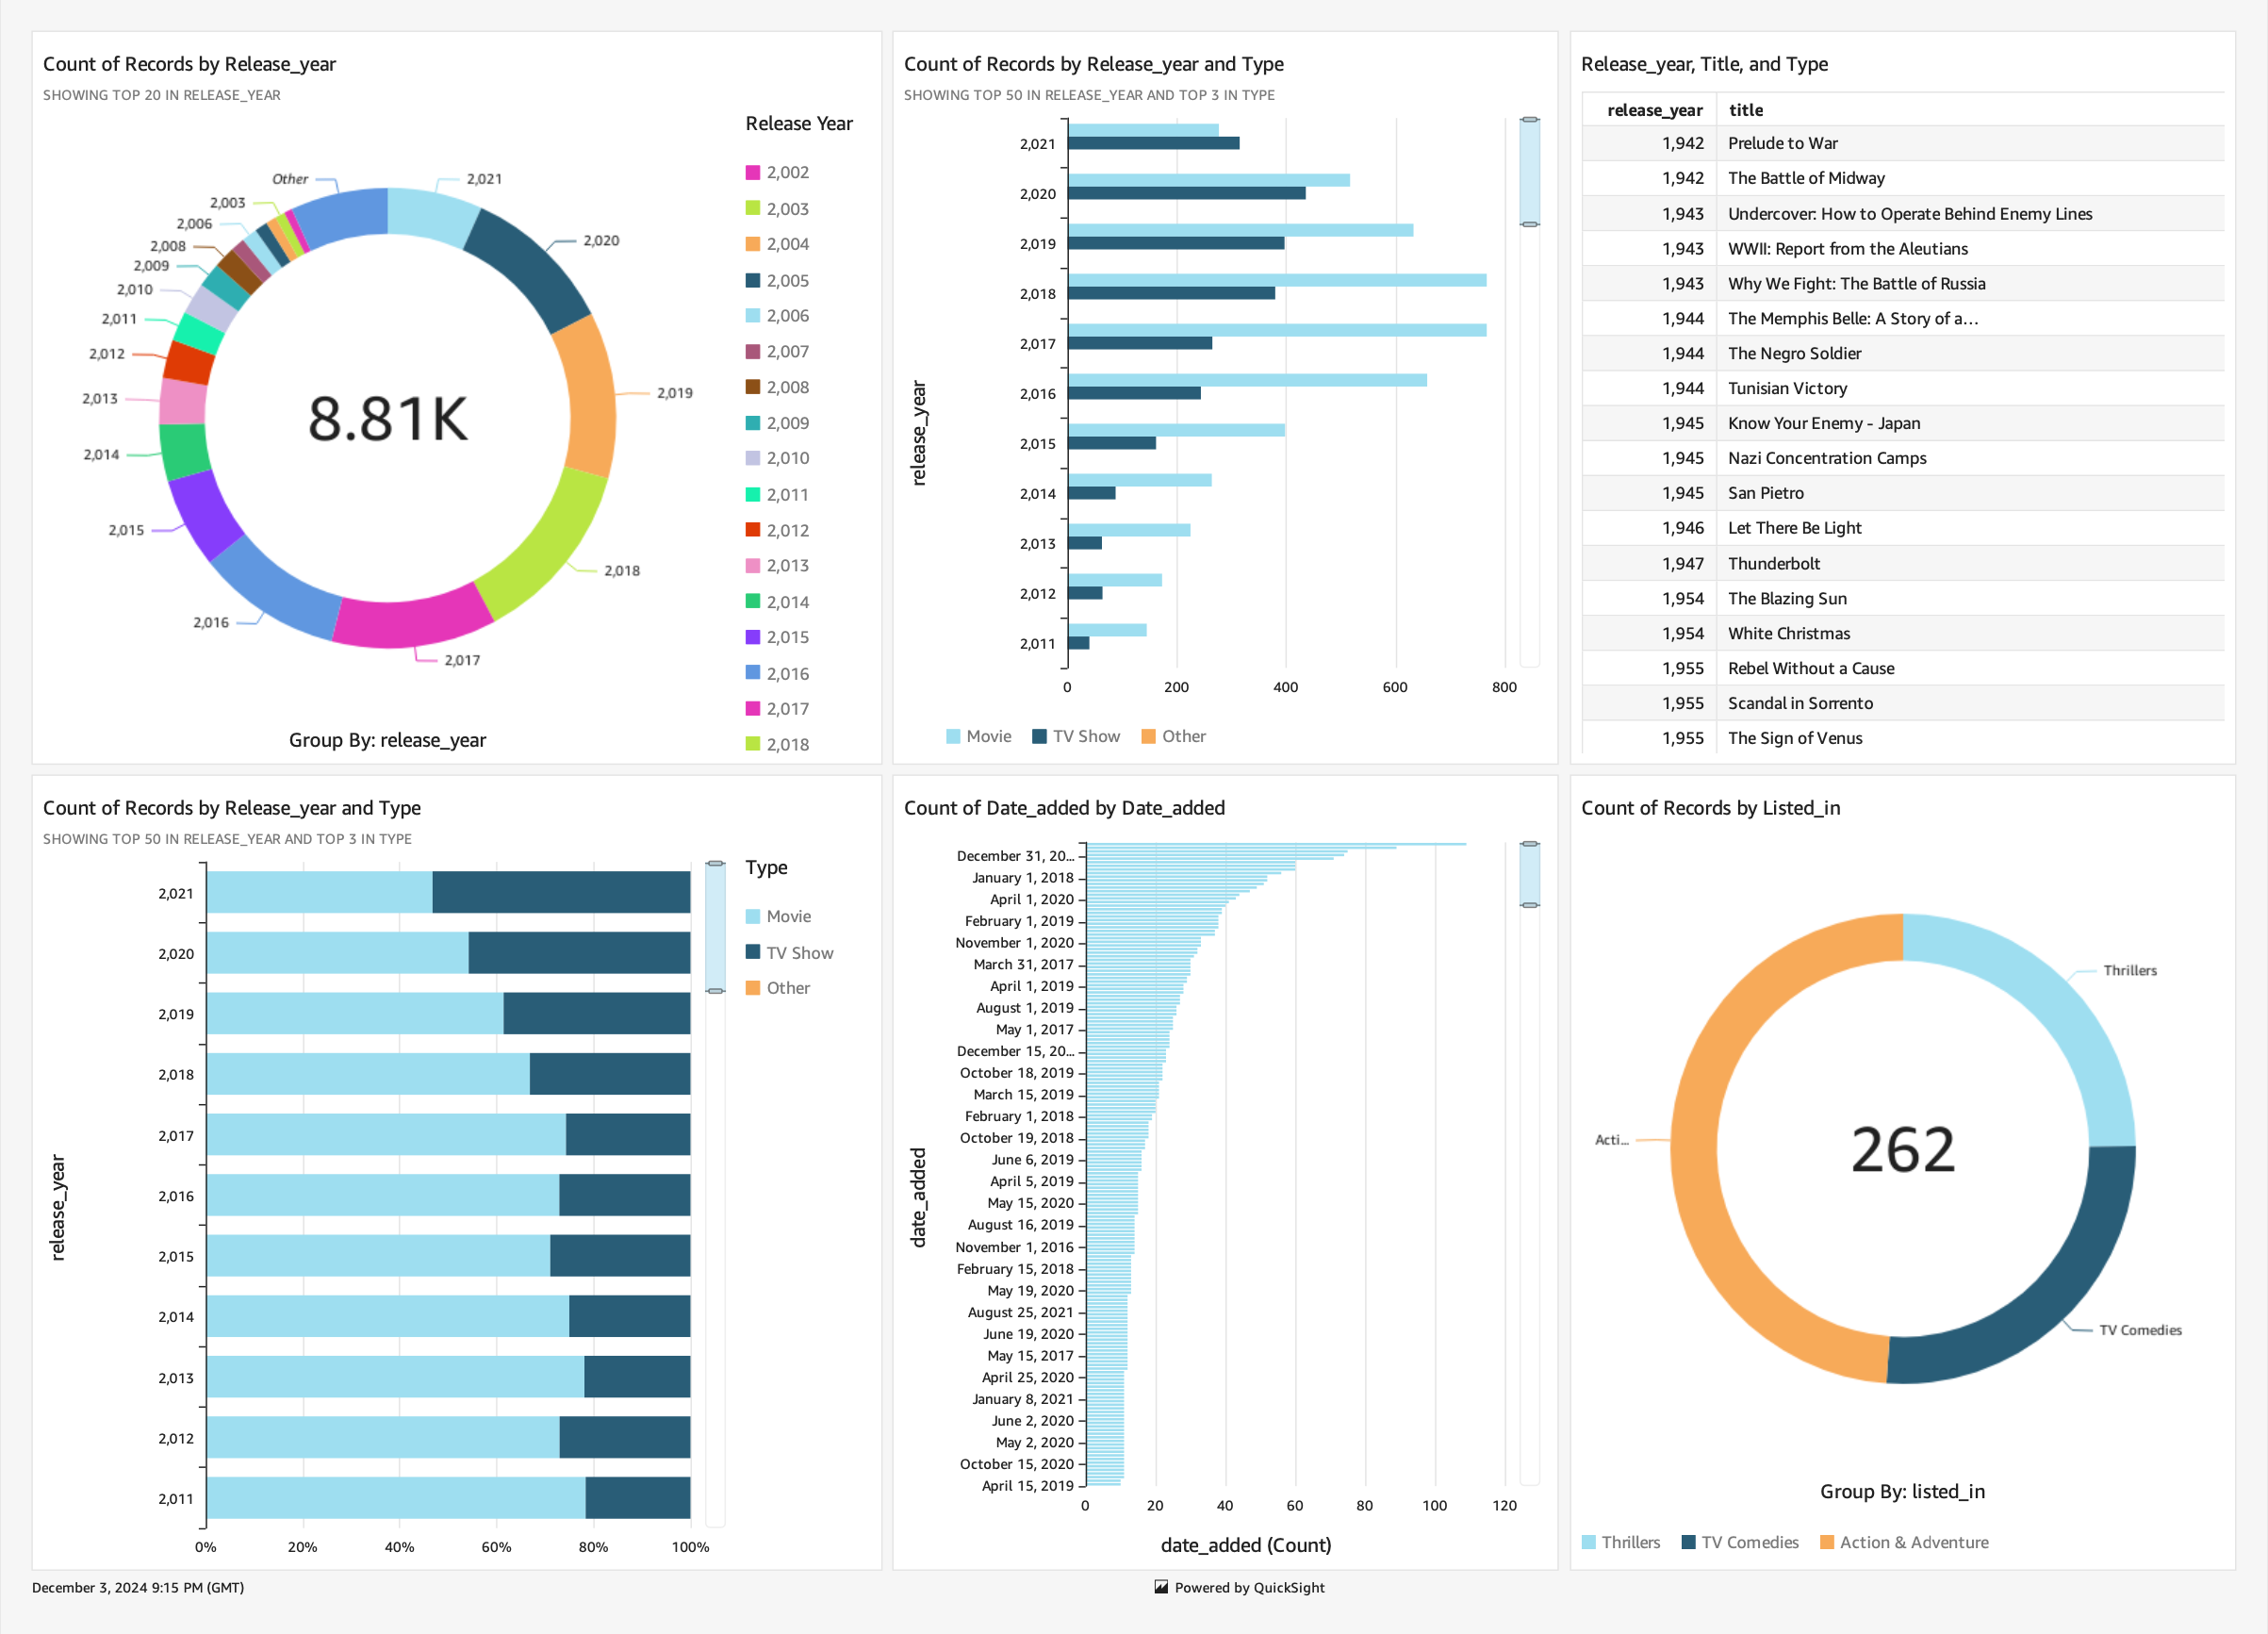 Count of Records by Release_year
SHOWING TOP 20 IN RELEASE_YEAR
Release Year
2,002
2,003
2,004
2,005
2,006
2,007
2,008
2,009
2,010
2,011
2,012
2,013
2,014
2,015
2,016
2,017
2,018
Other
2,021
2,003
2,006
2,020
2,008
2,009
2,010
2,011
2,012
2,019
2,013
8.81K
2,014
2,015
2,018
2,016
2,017
Group By: release_year
Count of Records by Release_year and Type
SHOWING TOP 50 IN RELEASE_YEAR AND TOP 3 IN TYPE
release_year
2,021
2,020
2,019
2,018
2,017
2,016
2,015
2,014
2,013
2,012
2,011
0 200 400 600 800
Movie TV Show Other
Release_year, Title, and Type
release_year title
1,942 Prelude to War
1,942 The Battle of Midway
1,943 Undercover: How to Operate Behind Enemy Lines
1,943 WWII: Report from the Aleutians
1,943 Why We Fight: The Battle of Russia
1,944 The Memphis Belle: A Story of a...
1,944 The Negro Soldier
1,944 Tunisian Victory
1,945 Know Your Enemy - Japan
1,945 Nazi Concentration Camps
1,945 San Pietro
1,946 Let There Be Light
1,947 Thunderbolt
1,954 The Blazing Sun
1,954 White Christmas
1,955 Rebel Without a Cause
1,955 Scandal in Sorrento
1,955 The Sign of Venus
Count of Records by Release_year and Type
SHOWING TOP 50 IN RELEASE_YEAR AND TOP 3 IN TYPE
release_year
2,021
2,020
2,019
2,018
2,017
2,016
2,015
2,014
2,013
2,012
2,011
0% 20% 40% 60% 80% 100%
Type
Movie
TV Show
Other
Count of Date_added by Date_added
date_added
December 31, 20...
January 1, 2018
April 1, 2020
February 1, 2019
November 1, 2020
March 31, 2017
April 1, 2019
August 1, 2019
May 1, 2017
December 15, 20...
October 18, 2019
March 15, 2019
February 1, 2018
October 19, 2018
June 6, 2019
April 5, 2019
May 15, 2020
August 16, 2019
November 1, 2016
February 15, 2018
May 19, 2020
August 25, 2021
June 19, 2020
May 15, 2017
April 25, 2020
January 8, 2021
June 2, 2020
May 2, 2020
October 15, 2020
April 15, 2019
0 20 40 60 80 100 120
date_added (Count)
Count of Records by Listed_in
Thrillers
Acti...
262
TV Comedies
Group By: listed_in
Thrillers TV Comedies Action & Adventure
December 3, 2024 9:15 PM (GMT)
Powered by QuickSight